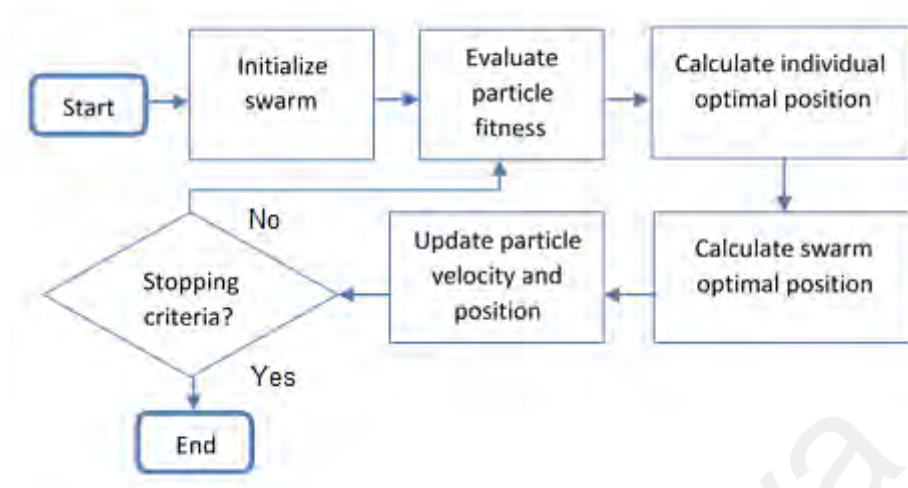 Start
Initialize
swarm
Evaluate
particle
fitness
Calculate individual
optimal position
Calculate swarm
optimal position
Update particle
velocity and
position
No
Stopping
criteria?
Yes
End